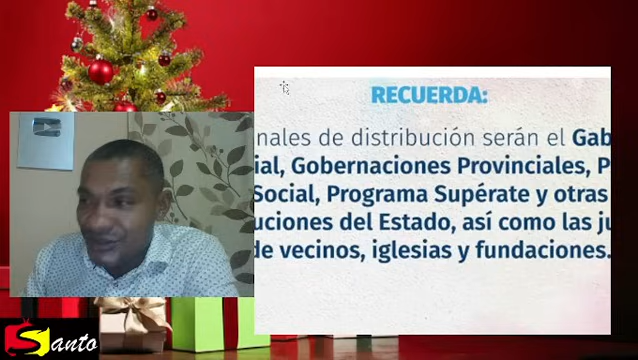 RECUERDA:
nales de distribución serán el Gab
ial, Gobernaciones Provinciales, P
Social, Programa Supérate y otras
uciones del Estado, así como las ju
de vecinos, iglesias y fundaciones.
Santo